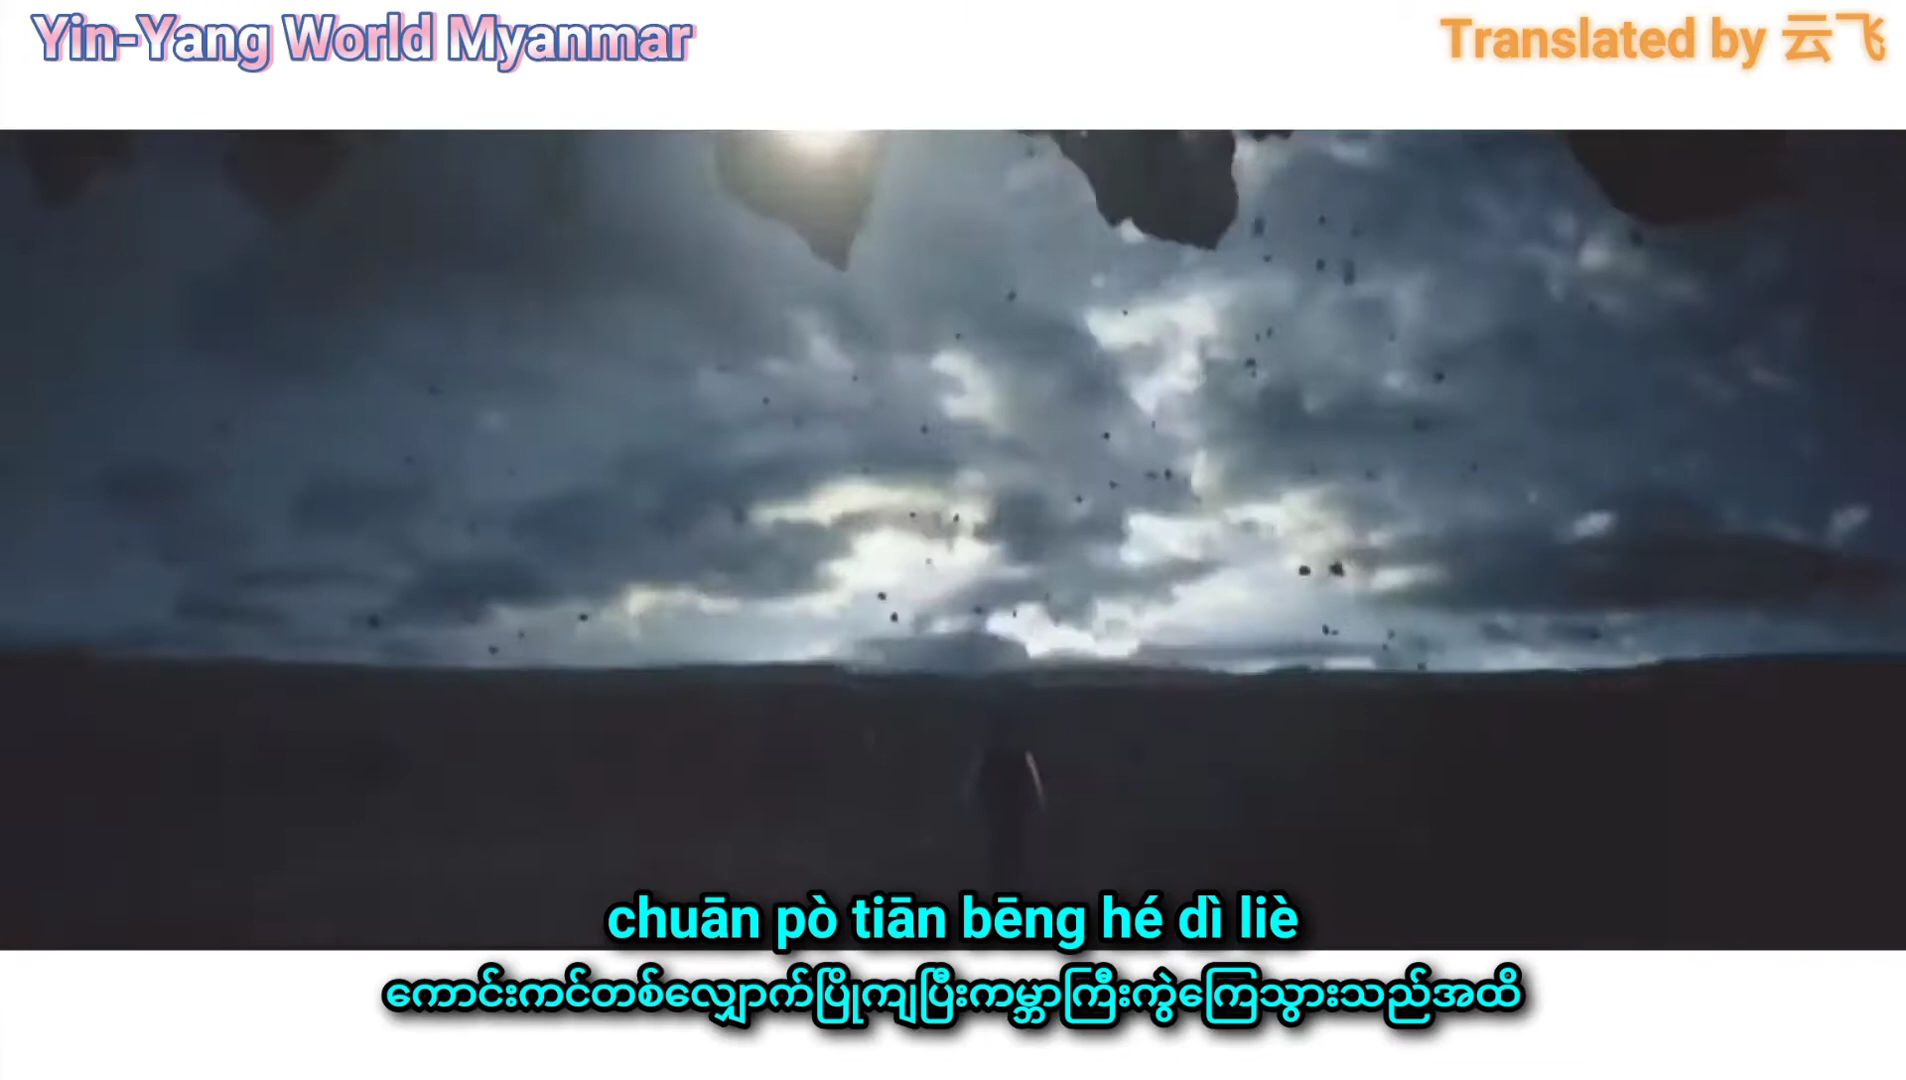 Yin-Yang World Myanmar
Translated by 云飞
chuān pò tiān bēng hé dì liè
ကောင်းကင်တစ်လျှောက်ပြိုကျပြီးကမ္ဘာကြီးကွဲကြေသွားသည်အထိ